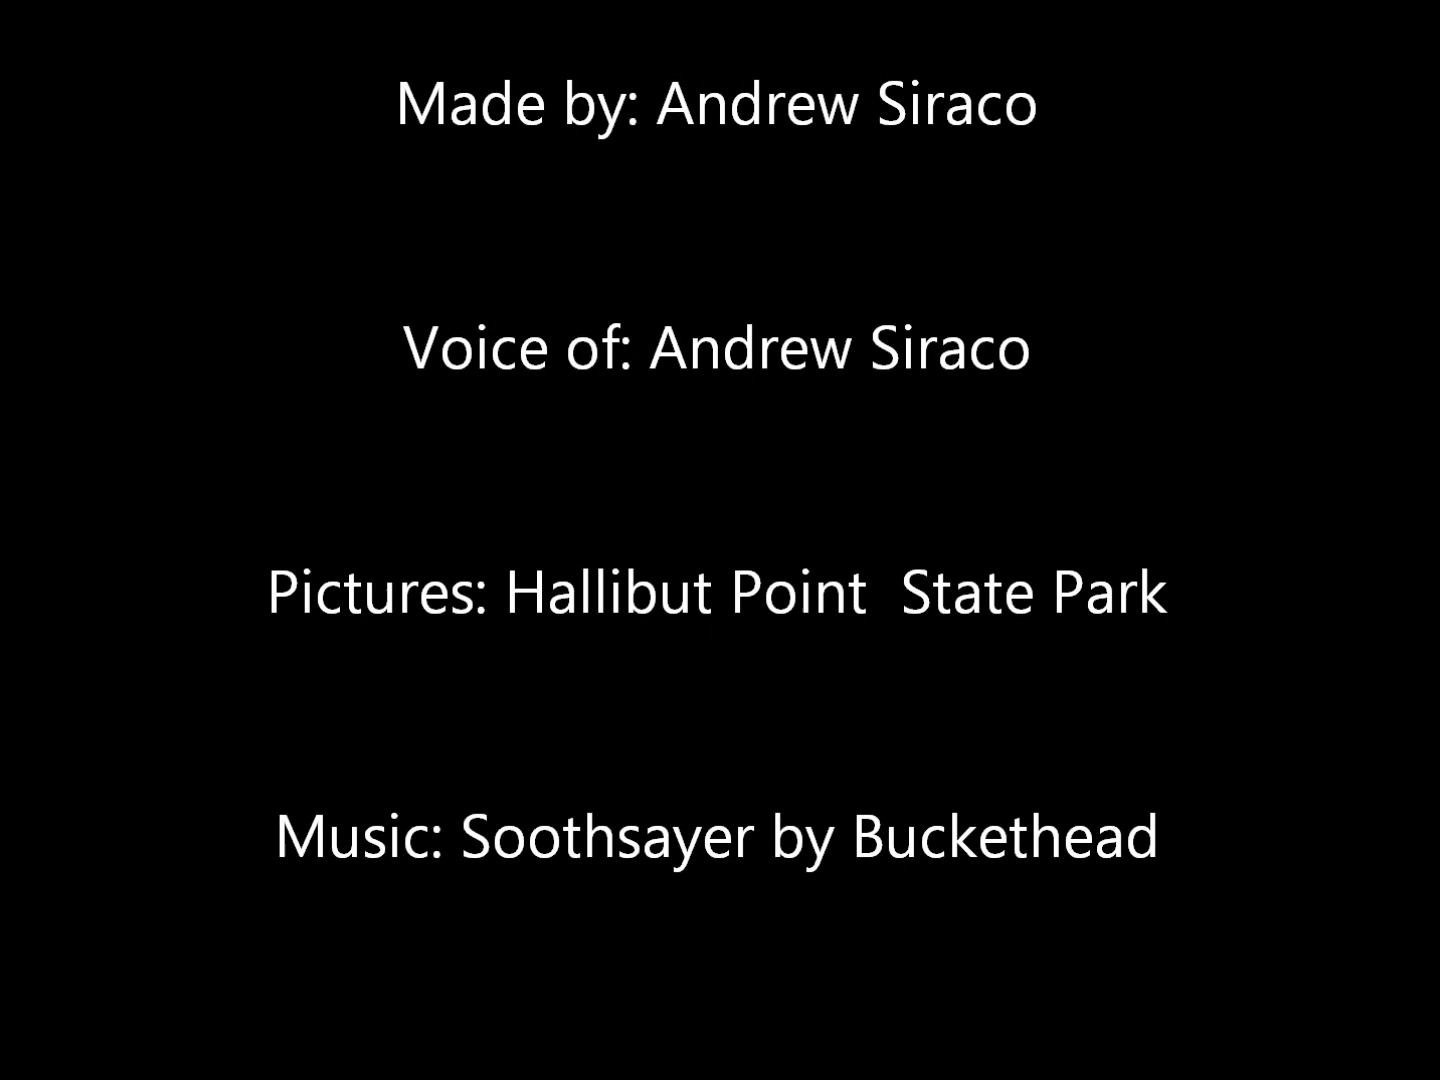 Made by: Andrew Siraco
Voice of: Andrew Siraco
Pictures: Hallibut Point  State Park
Music: Soothsayer by Buckethead